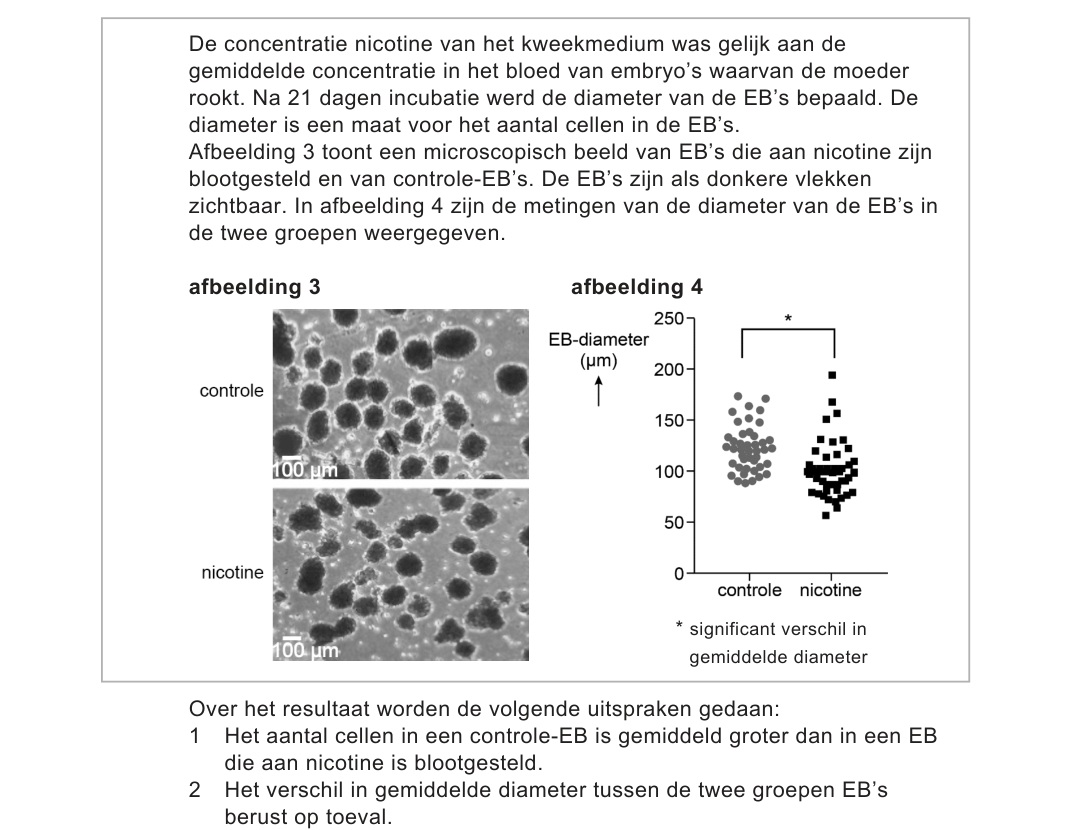 De concentratie nicotine van het kweekmedium was gelijk aan de
gemiddelde concentratie in het bloed van embryo’s waarvan de moeder
rookt. Na 21 dagen incubatie werd de diameter van de EB’s bepaald. De
diameter is een maat voor het aantal cellen in de EB’s.
Afbeelding 3 toont een microscopisch beeld van EB’s die aan nicotine zijn
blootgesteld en van controle-EB’s. De EB’s zijn als donkere vlekken
zichtbaar. In afbeelding 4 zijn de metingen van de diameter van de EB’s in
de twee groepen weergegeven.
afbeelding 3
controle
100 µm
nicotine
100 µm
afbeelding 4
EB-diameter
(µm)
250
200
150
100
50
0
*
controle nicotine
* significant verschil in
gemiddelde diameter
Over het resultaat worden de volgende uitspraken gedaan:
1 Het aantal cellen in een controle-EB is gemiddeld groter dan in een EB
die aan nicotine is blootgesteld.
2 Het verschil in gemiddelde diameter tussen de twee groepen EB’s
berust op toeval.